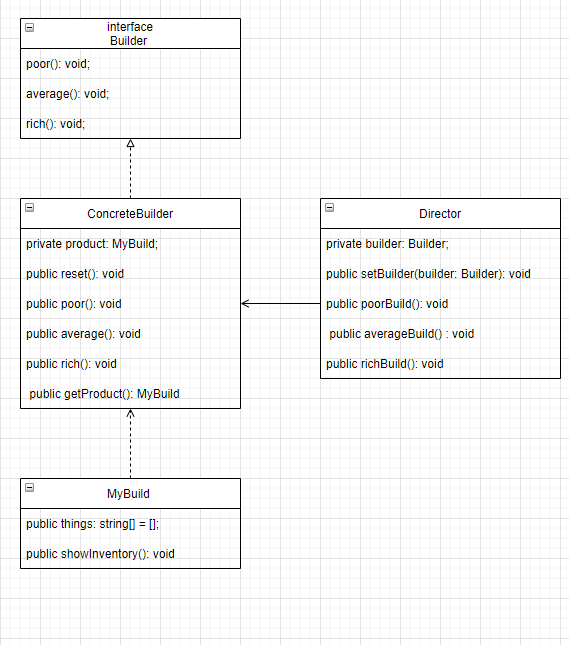 interface
Builder
poor(): void;
average(): void;
rich(): void;
ConcreteBuilder
private product: MyBuild;
public reset(): void
public poor(): void
public average(): void
public rich(): void
public getProduct(): MyBuild
Director
private builder: Builder;
public setBuilder(builder: Builder): void
public poorBuild(): void
public averageBuild() : void
public richBuild(): void
MyBuild
public things: string[] = [];
public showInventory(): void